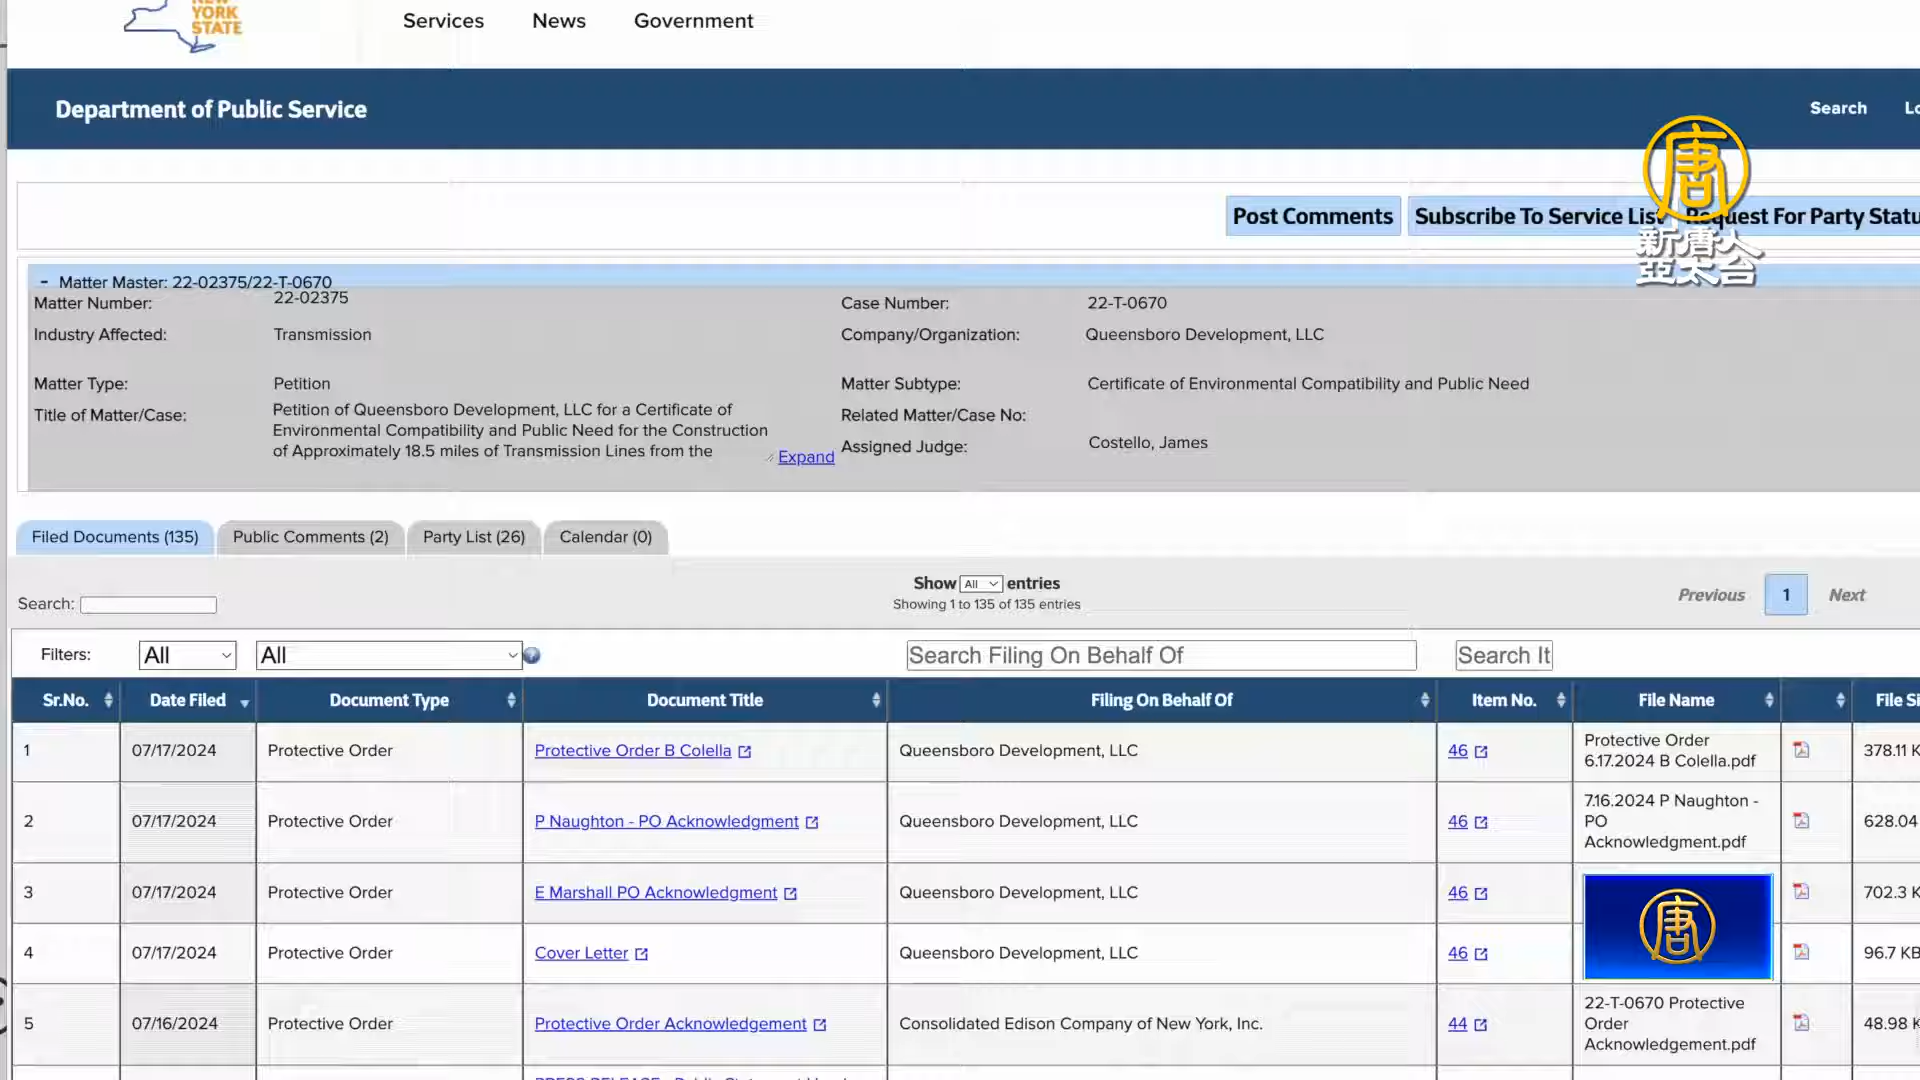 NEW
YORK
STATE
Services
News
Government
Department of Public Service
Search
Post Comments
Subscribe To Service List
Request For Party Statu
新唐人
亞太台
唐
- Matter Master: 22-02375/22-T-0670
Matter Number:
22-02375
Case Number:
22-T-0670
Industry Affected:
Transmission
Company/Organization:
Queensboro Development, LLC
Matter Type:
Petition
Matter Subtype:
Certificate of Environmental Compatibility and Public Need
Title of Matter/Case:
Petition of Queensboro Development, LLC for a Certificate of
Environmental Compatibility and Public Need for the Construction
of Approximately 18.5 miles of Transmission Lines from the
Expand
Related Matter/Case No:
Assigned Judge:
Costello, James
Filed Documents (135)
Public Comments (2)
Party List (26)
Calendar (0)
Search:
Show All entries
Showing 1 to 135 of 135 entries
Previous
1
Next
Filters:
All
All
Search Filing On Behalf Of
Search It
Sr.No.
Date Filed
Document Type
Document Title
Filing On Behalf Of
Item No.
File Name
File Si
1
07/17/2024
Protective Order
Protective Order B Colella
Queensboro Development, LLC
46
Protective Order
6.17.2024 B Colella.pdf
378.11 K
2
07/17/2024
Protective Order
P Naughton - PO Acknowledgment
Queensboro Development, LLC
46
7.16.2024 P Naughton -
PO
Acknowledgment.pdf
628.04
3
07/17/2024
Protective Order
E Marshall PO Acknowledgment
Queensboro Development, LLC
46
702.3 K
唐
4
07/17/2024
Protective Order
Cover Letter
Queensboro Development, LLC
46
96.7 KB
5
07/16/2024
Protective Order
Protective Order Acknowledgement
Consolidated Edison Company of New York, Inc.
44
22-T-0670 Protective
Order
Acknowledgement.pdf
48.98 K